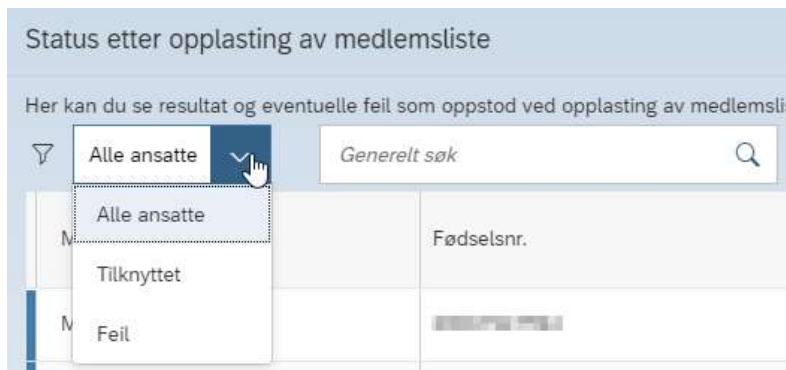 Status etter opplasting av medlemsliste
Her kan du se resultat og eventuelle feil som oppstod ved opplasting av medlemsli
Alle ansatte
Generelt søk
Alle ansatte
M
Fødselsnr.
Tilknyttet
M
Feil